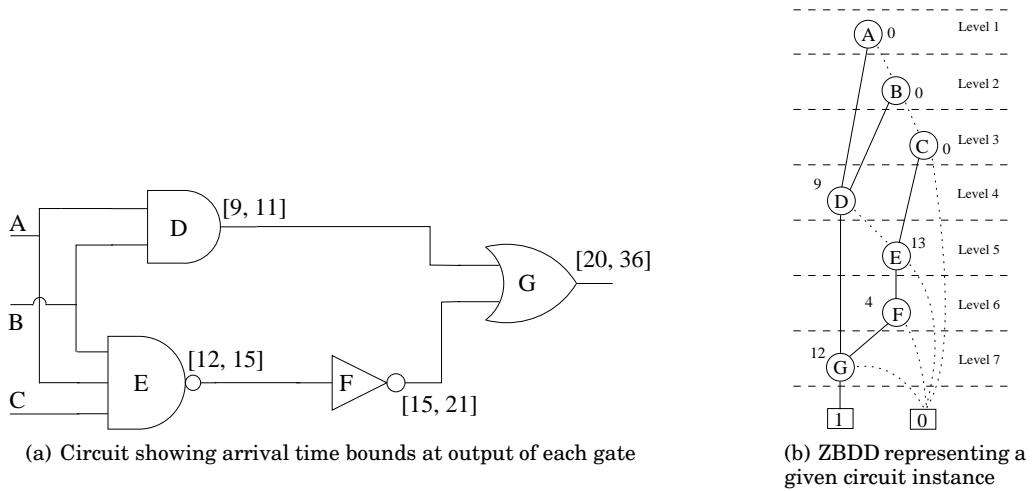 A
B
C
D
[9, 11]
E
[12, 15]
F
[15, 21]
G
[20, 36]
(a) Circuit showing arrival time bounds at output of each gate
A 0 Level 1
B 0 Level 2
C 0 Level 3
9 D Level 4
E 13 Level 5
4 F Level 6
12 G Level 7
1 0
(b) ZBDD representing a
given circuit instance